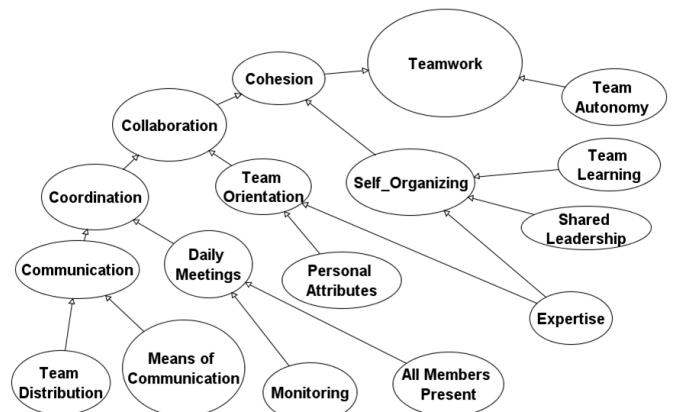 Teamwork
Cohesion
Team
Autonomy
Collaboration
Team
Learning
Team
Orientation
Self_Organizing
Coordination
Shared
Leadership
Daily
Meetings
Communication
Personal
Attributes
Expertise
Means of
Communication
Team
Distribution
All Members
Present
Monitoring